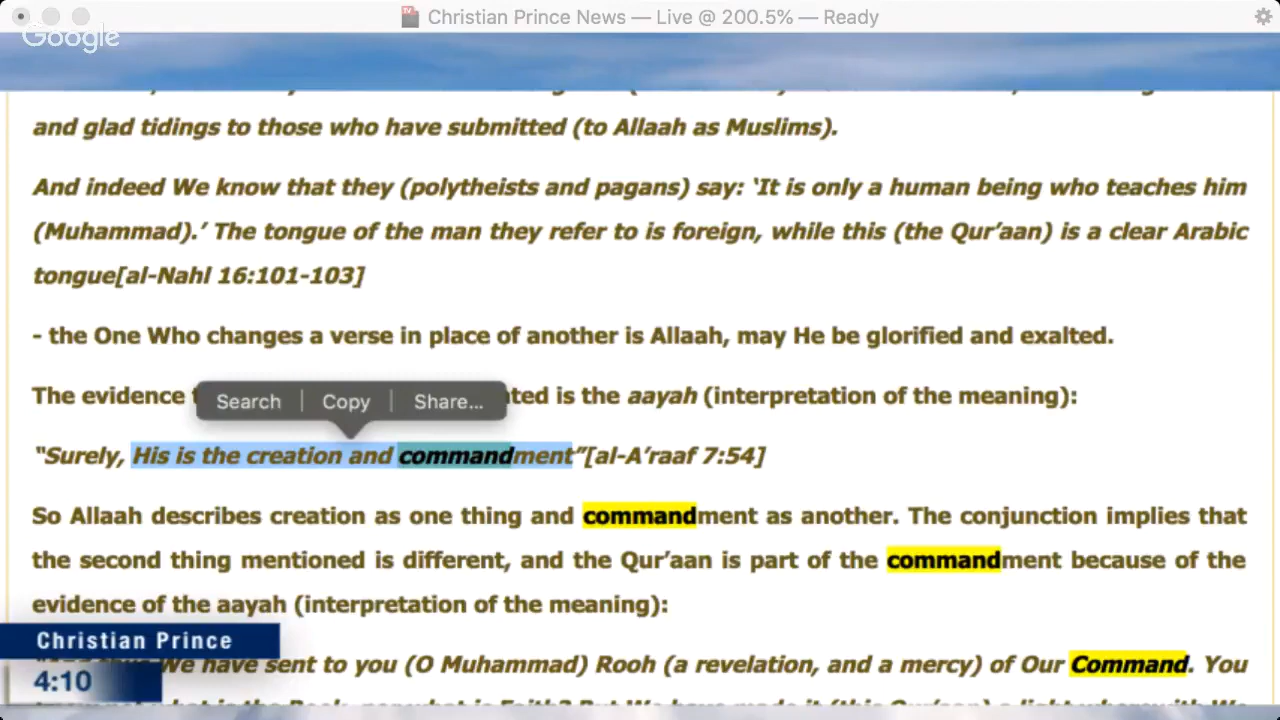 Christian Prince News — Live @ 200.5% — Ready
Google
and glad tidings to those who have submitted (to Allaah as Muslims).
And indeed We know that they (polytheists and pagans) say: ‘It is only a human being who teaches him
(Muhammad).’ The tongue of the man they refer to is foreign, while this (the Qur’aan) is a clear Arabic
tongue[al-Nahl 16:101-103]
- the One Who changes a verse in place of another is Allaah, may He be glorified and exalted.
The evidence is the aayah (interpretation of the meaning):
Search Copy Share...
“Surely, His is the creation and commandment”[al-A’raaf 7:54]
So Allaah describes creation as one thing and commandment as another. The conjunction implies that
the second thing mentioned is different, and the Qur’aan is part of the commandment because of the
evidence of the aayah (interpretation of the meaning):
Christian Prince
We have sent to you (O Muhammad) Rooh (a revelation, and a mercy) of Our Command. You
4:10